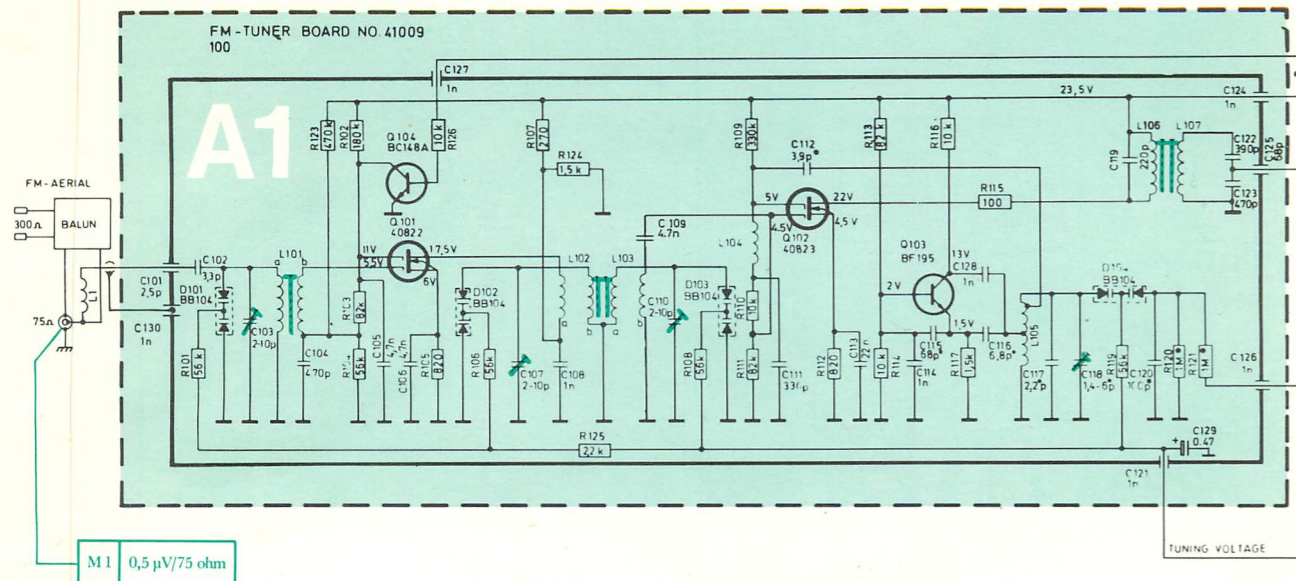 FM-TUNER BOARD NO. 41009
100
A1
C127
1n
23,5V
C124
1n
R123
470k
R102
180k
Q104
BC148A
10k
R126
R107
270
R124
1,5k
R109
330k
C112
3,9p*
R113
82k
R116
10k
L106
L107
C119
220p
C122
390p
C125
68p
C123
470p
FM-AERIAL
300Ω
BALUN
75Ω
L1
C101
2,5p
C130
1n
C102
3,3p
D101
BB104
R101
56k
C103
2-10p
L101
a
b
a
b
C104
470p
11V
5,5V
Q101
40822
17,5V
6V
R103
82k
R104
56k
C105
4,7n
C106
4,7n
R105
820
D102
BB104
R106
56k
C107
2-10p
L102
a
C108
1n
L103
b
a
b
C109
4.7n
C110
2-10p
D103
BB104
R108
56k
L104
R110
10k
R111
82k
C111
330p
5V
4.5V
Q102
40823
22V
4,5V
R115
100
R112
820
C113
22n
Q103
BF195
2V
13V
C128
1n
1,5V
10k
R114
C115
68p*
C114
1n
R117
1,5k
C116
6,8p*
L105
C117
2,2p*
C118
1,4-6p*
D104
BB104
R119
56k
C120
100p*
R120
1M*
R121
1M*
C126
1n
R125
2,2k
C129
0.47
+
C121
1n
TUNING VOLTAGE
M 1 0,5 µV/75 ohm